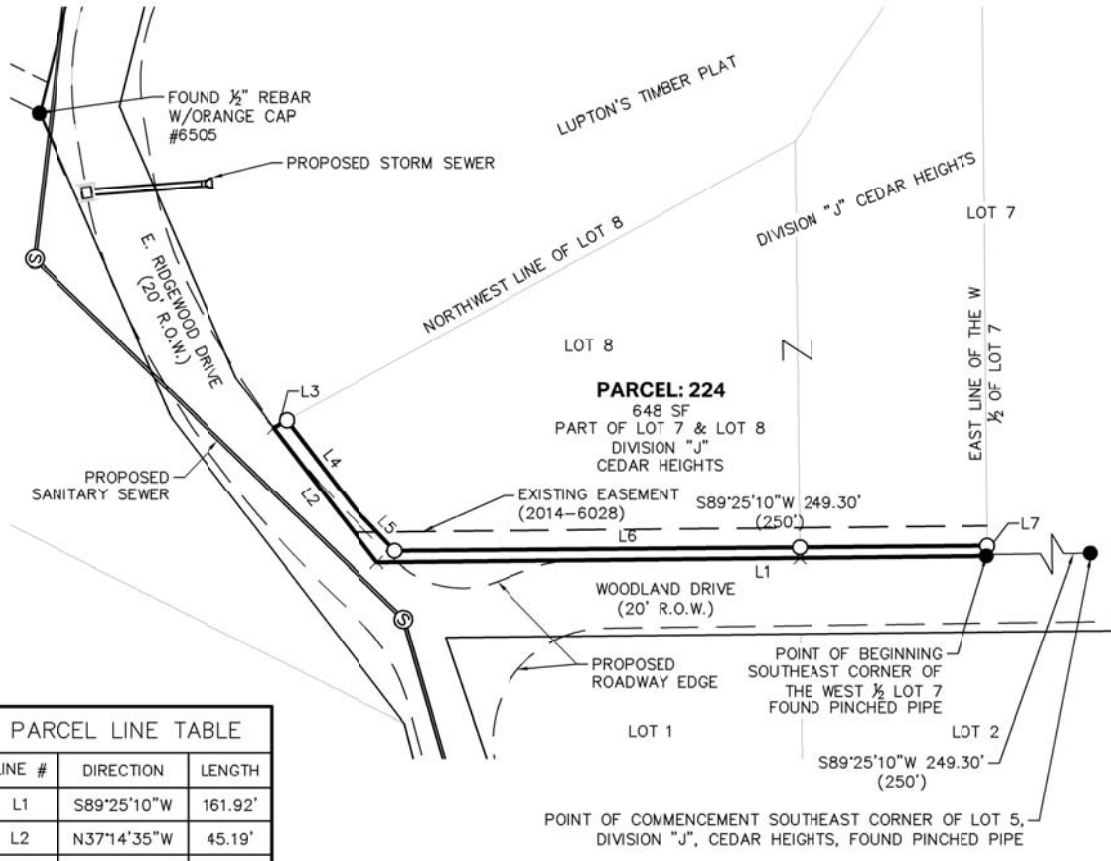 FOUND ½" REBAR
W/ORANGE CAP
#6505
PROPOSED STORM SEWER
LUPTON'S TIMBER PLAT
DIVISION "J" CEDAR HEIGHTS
LOT 7
E. RIDGEWOOD DRIVE
(20' R.O.W.)
NORTHWEST LINE OF LOT 8
EAST LINE OF THE W
½ OF LOT 7
S
LOT 8
L3
PARCEL: 224
648 SF
PART OF LOT 7 & LOT 8
DIVISION "J"
CEDAR HEIGHTS
L4
L2
L5
PROPOSED
SANITARY SEWER
EXISTING EASEMENT
(2014-6028)
S89°25'10"W 249.30'
(250')
L7
L6
L1
WOODLAND DRIVE
(20' R.O.W.)
S
PROPOSED
ROADWAY EDGE
POINT OF BEGINNING
SOUTHEAST CORNER OF
THE WEST ½ LOT 7
FOUND PINCHED PIPE
LOT 1
LOT 2
S89°25'10"W 249.30'
(250')
POINT OF COMMENCEMENT SOUTHEAST CORNER OF LOT 5,
DIVISION "J", CEDAR HEIGHTS, FOUND PINCHED PIPE
PARCEL LINE TABLE
LINE # DIRECTION LENGTH
L1 S89°25'10"W 161.92'
L2 N37°14'35"W 45.19'